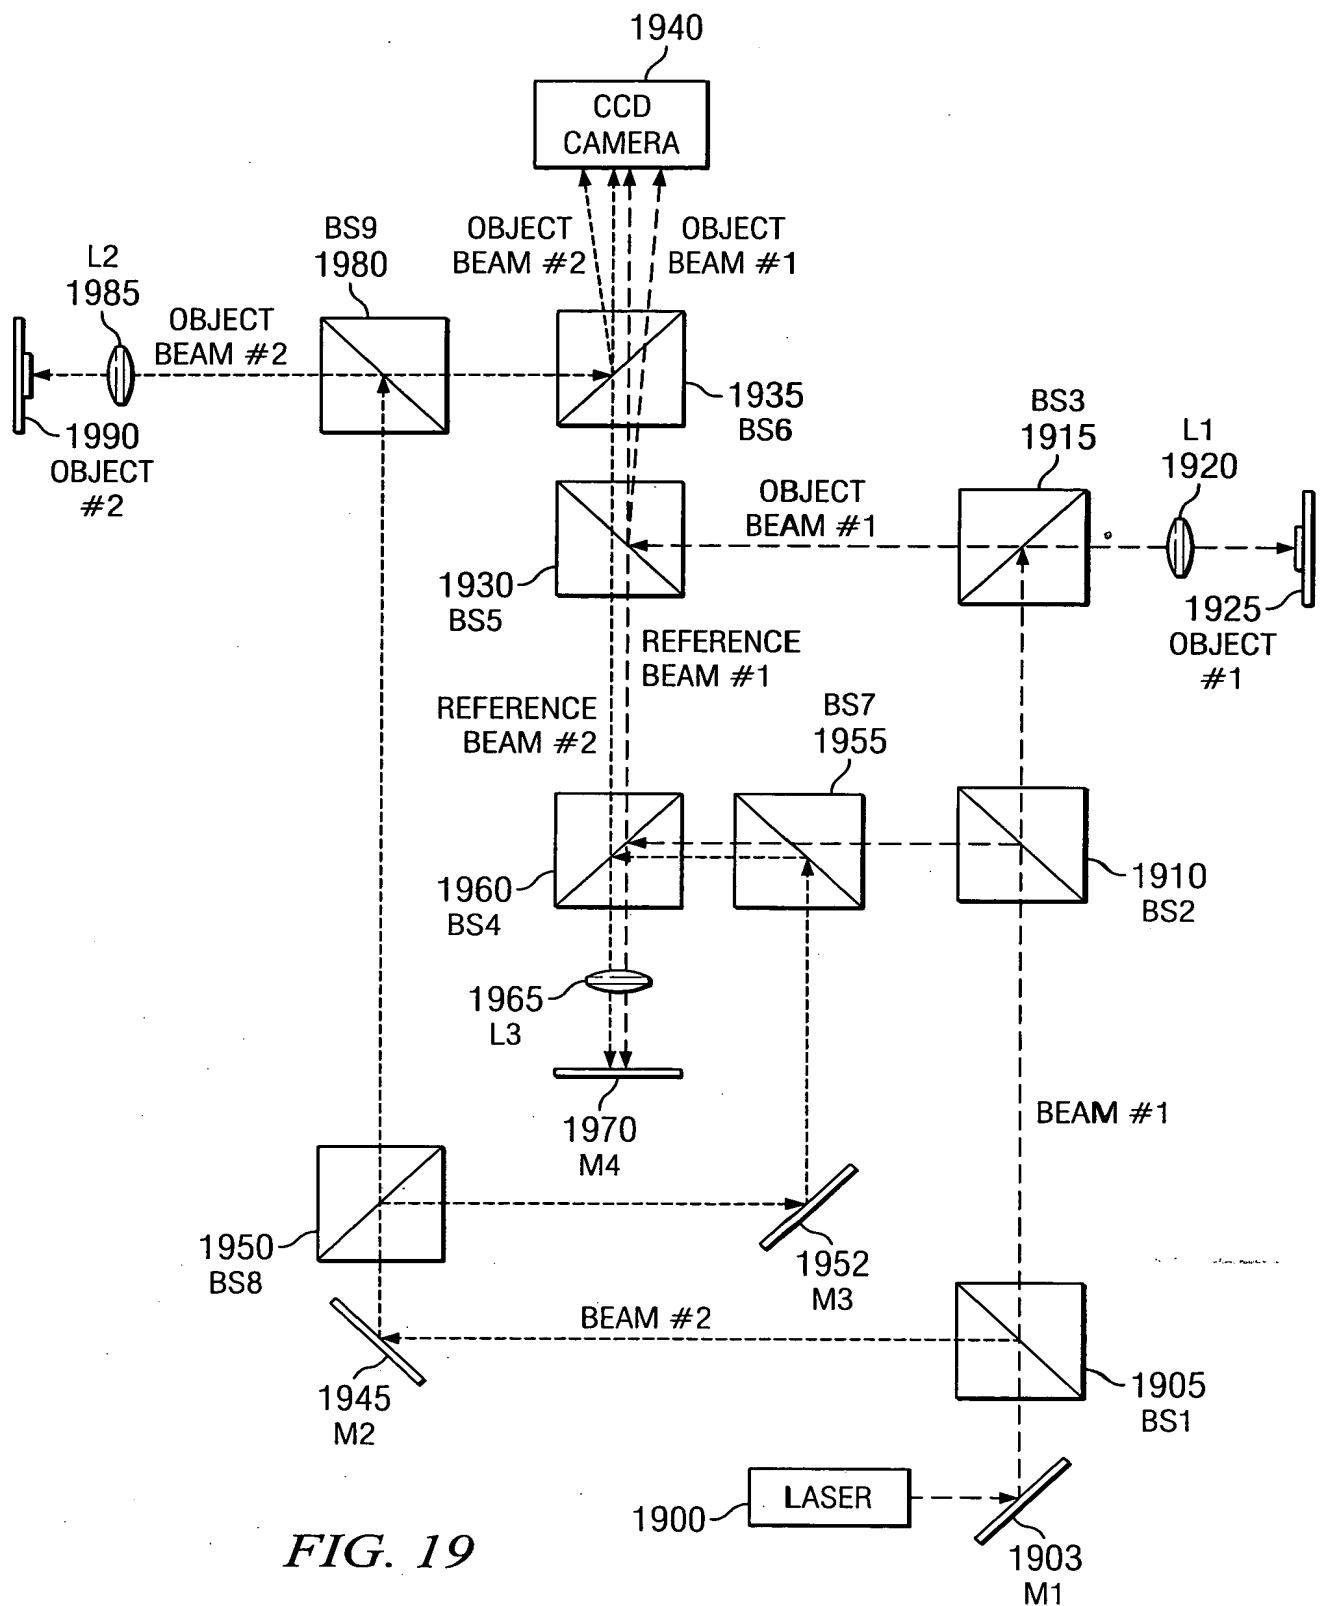 1940
CCD
CAMERA
OBJECT
BEAM #2
OBJECT
BEAM #1
BS9
1980
L2
1985
OBJECT
BEAM #2
1990
OBJECT
#2
1935
BS6
BS3
1915
L1
1920
OBJECT
BEAM #1
1930
BS5
1925
OBJECT
#1
REFERENCE
BEAM #1
REFERENCE
BEAM #2
BS7
1955
1960
BS4
1910
BS2
1965
L3
1970
M4
BEAM #1
1950
BS8
1952
M3
BEAM #2
1945
M2
1905
BS1
LASER
1900
1903
M1
FIG. 19